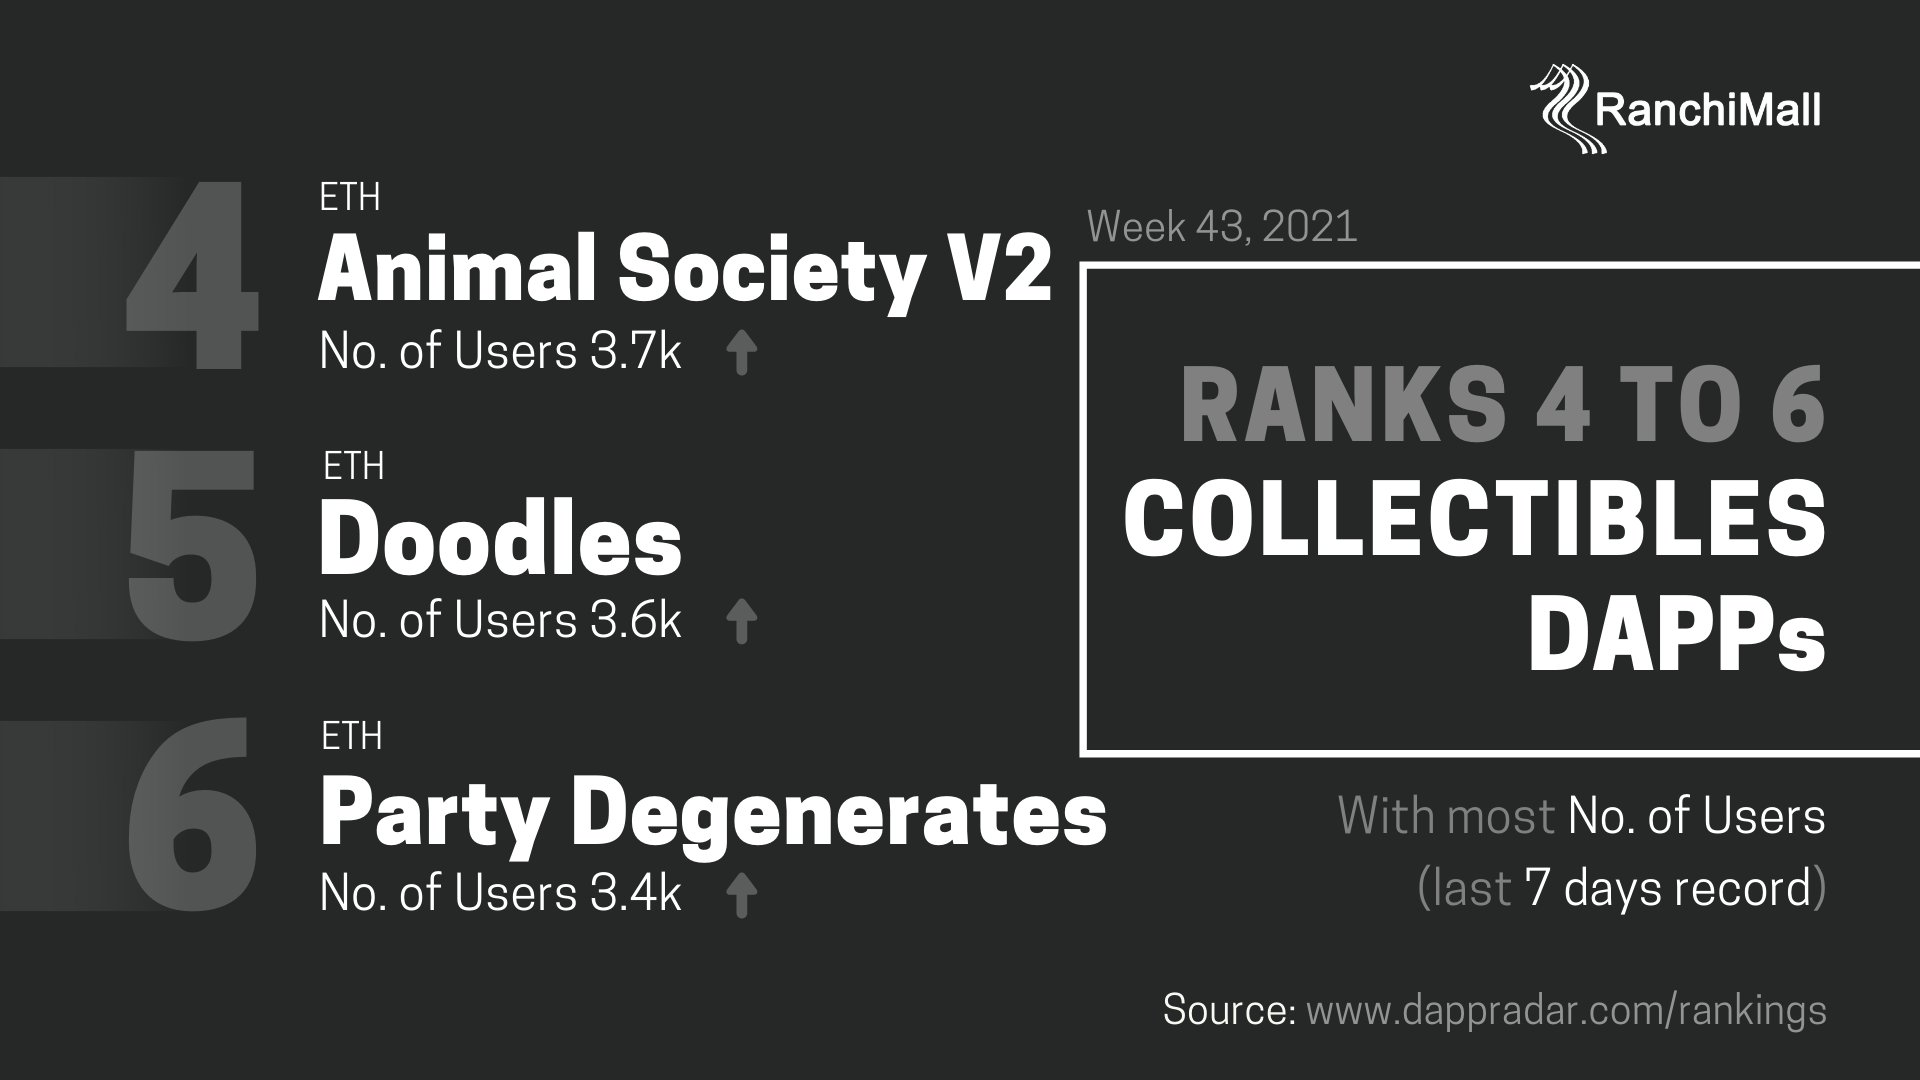 RanchiMall
Week 43, 2021
RANKS 4 TO 6
COLLECTIBLES
DAPPs
With most No. of Users
(last 7 days record)
4
ETH
Animal Society V2
No. of Users 3.7k
5
ETH
Doodles
No. of Users 3.6k
6
ETH
Party Degenerates
No. of Users 3.4k
Source: www.dappradar.com/rankings